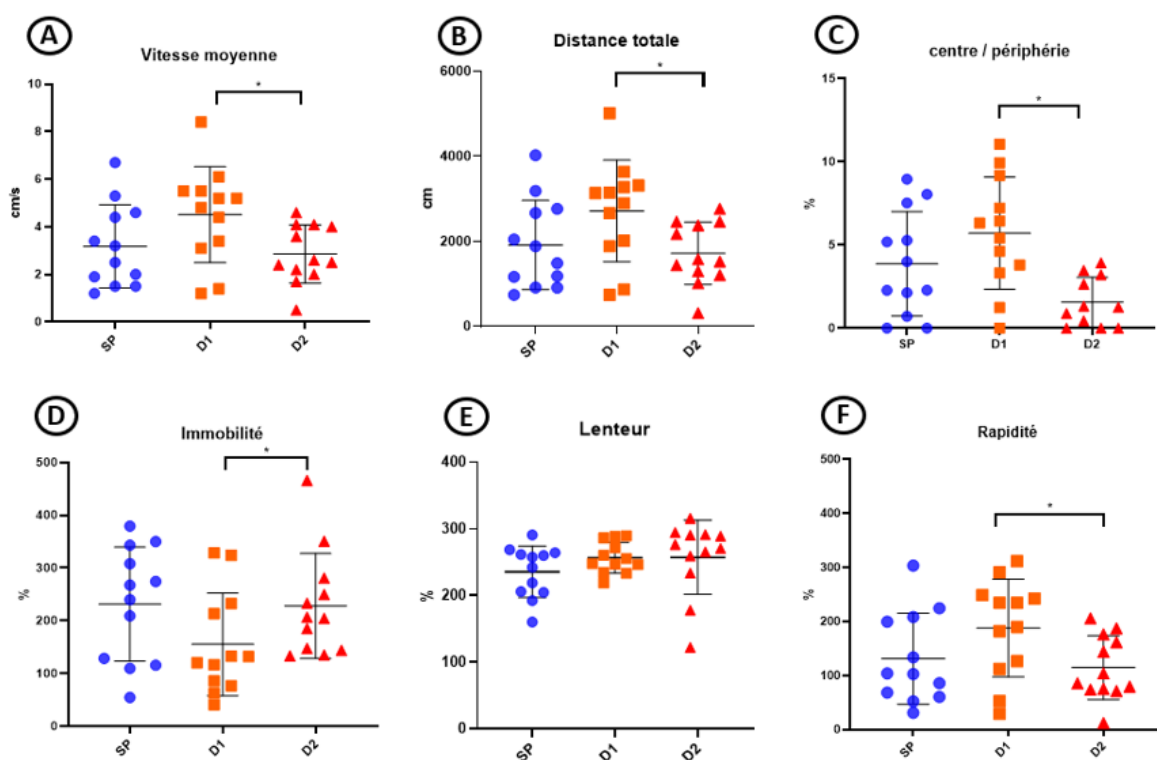 A
Vitesse moyenne
10
8
6
4
2
0
cm/s
*
SP
D1
D2
B
Distance totale
6000
4000
2000
0
cm
*
SP
D1
D2
C
centre / périphérie
15
10
5
0
%
*
SP
D1
D2
D
Immobilité
500
400
300
200
100
0
%
*
SP
D1
D2
E
Lenteur
400
300
200
100
0
%
SP
D1
D2
F
Rapidité
500
400
300
200
100
0
%
*
SP
D1
D2